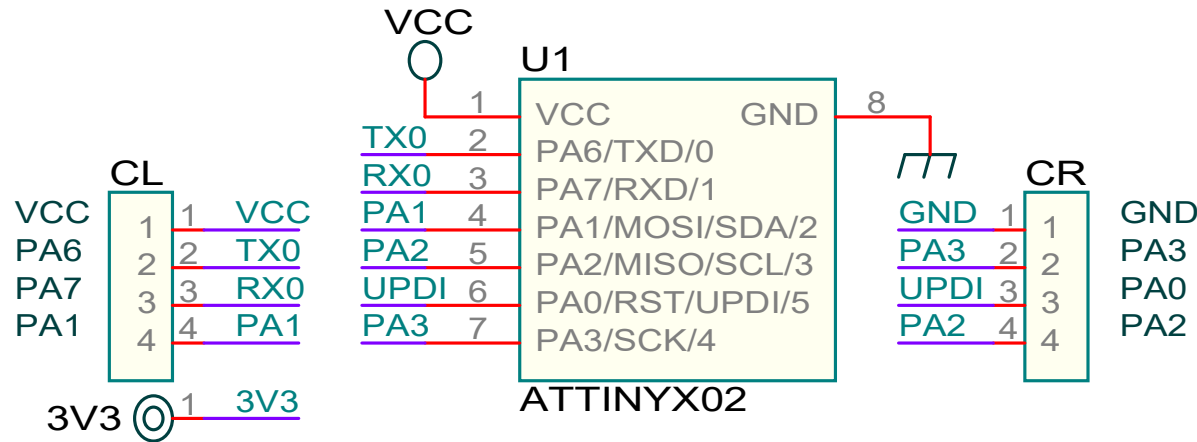 VCC
U1
1 VCC GND 8
TX0 2 PA6/TXD/0
RX0 3 PA7/RXD/1
PA1 4 PA1/MOSI/SDA/2
PA2 5 PA2/MISO/SCL/3
UPDI 6 PA0/RST/UPDI/5
PA3 7 PA3/SCK/4
ATTINYX02
CL
VCC 1 1 VCC
PA6 2 2 TX0
PA7 3 3 RX0
PA1 4 4 PA1
3V3 1 3V3
CR
GND 1 1 GND
PA3 2 2 PA3
UPDI 3 3 PA0
PA2 4 4 PA2